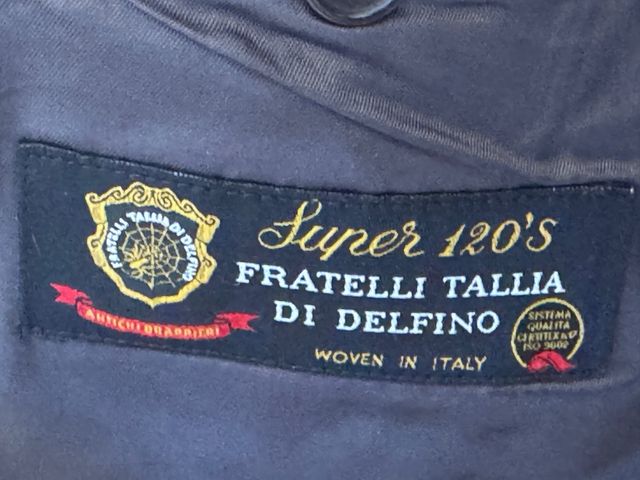 FRATELLI TALLIA DI DELFINO
ANTICHI DRAPPIERI
Super 120's
FRATELLI TALLIA
DI DELFINO
WOVEN IN ITALY
SISTEMA
QUALITA
ISO 9002